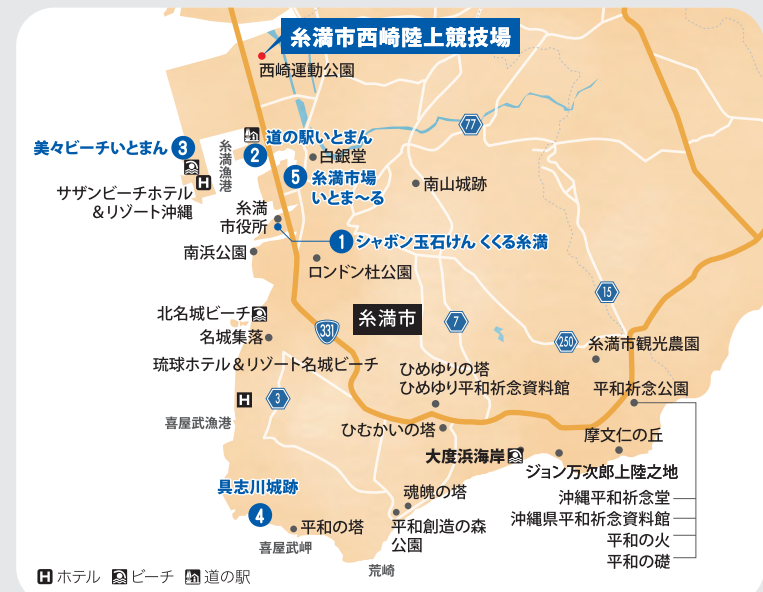 糸満市西崎陸上競技場
西崎運動公園
77
美々ビーチいとまん 3
糸満漁港
道の駅いとまん
2
白銀堂
5 糸満市場
いとま〜る
H
サザンビーチホテル
&リゾート沖縄
南山城跡
糸満
市役所
1 シャボン玉石けん くくる糸満
南浜公園
ロンドン杜公園
15
北名城ビーチ
糸満市
7
331
250
名城集落
糸満市観光農園
琉球ホテル&リゾート名城ビーチ
ひめゆりの塔
ひめゆり平和祈念資料館
平和祈念公園
H
3
喜屋武漁港
ひむかいの塔
摩文仁の丘
大度浜海岸
ジョン万次郎上陸之地
具志川城跡
4
魂魄の塔
沖縄平和祈念堂
沖縄県平和祈念資料館
平和の火
平和の礎
平和の塔
平和創造の森
公園
喜屋武岬
荒崎
H ホテル ビーチ 道の駅